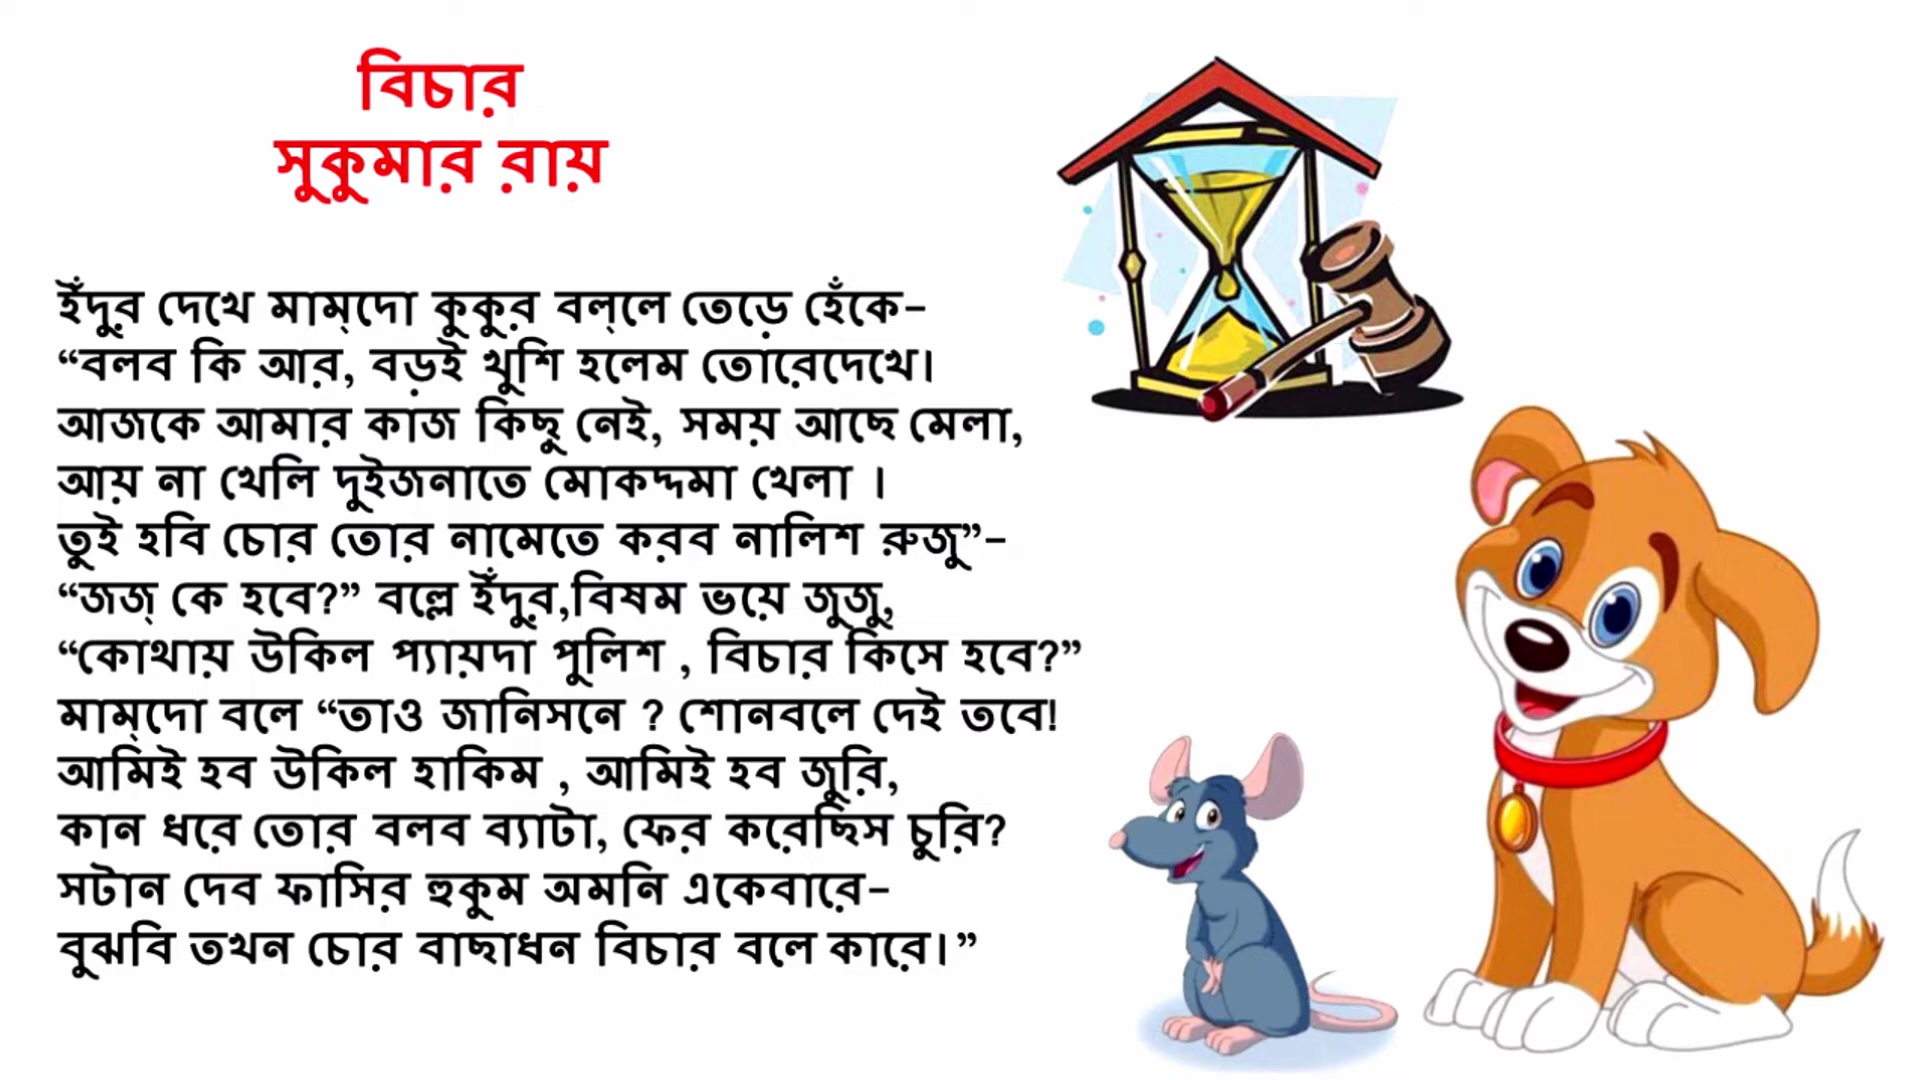 বিচার
সুকুমার রায়
ইঁদুর দেখে মাম্‌দো কুকুর বল্‌লে তেড়ে হেঁকে–
“বলব কি আর, বড়ই খুশি হলেম তোরেদেখে।
আজকে আমার কাজ কিছু নেই, সময় আছে মেলা,
আয় না খেলি দুইজনাতে মোকদ্দমা খেলা ।
তুই হবি চোর তোর নামেতে করব নালিশ রুজু”–
“জজ্ কে হবে?” বল্লে ইঁদুর,বিষম ভয়ে জুজু,
“কোথায় উকিল প্যায়দা পুলিশ , বিচার কিসে হবে?”
মাম্‌দো বলে “তাও জানিসনে ? শোনবলে দেই তবে!
আমিই হব উকিল হাকিম , আমিই হব জুরি,
কান ধরে তোর বলব ব্যাটা, ফের করেছিস চুরি?
সটান দেব ফাসির হুকুম অমনি একেবারে–
বুঝবি তখন চোর বাছাধন বিচার বলে কারে।”